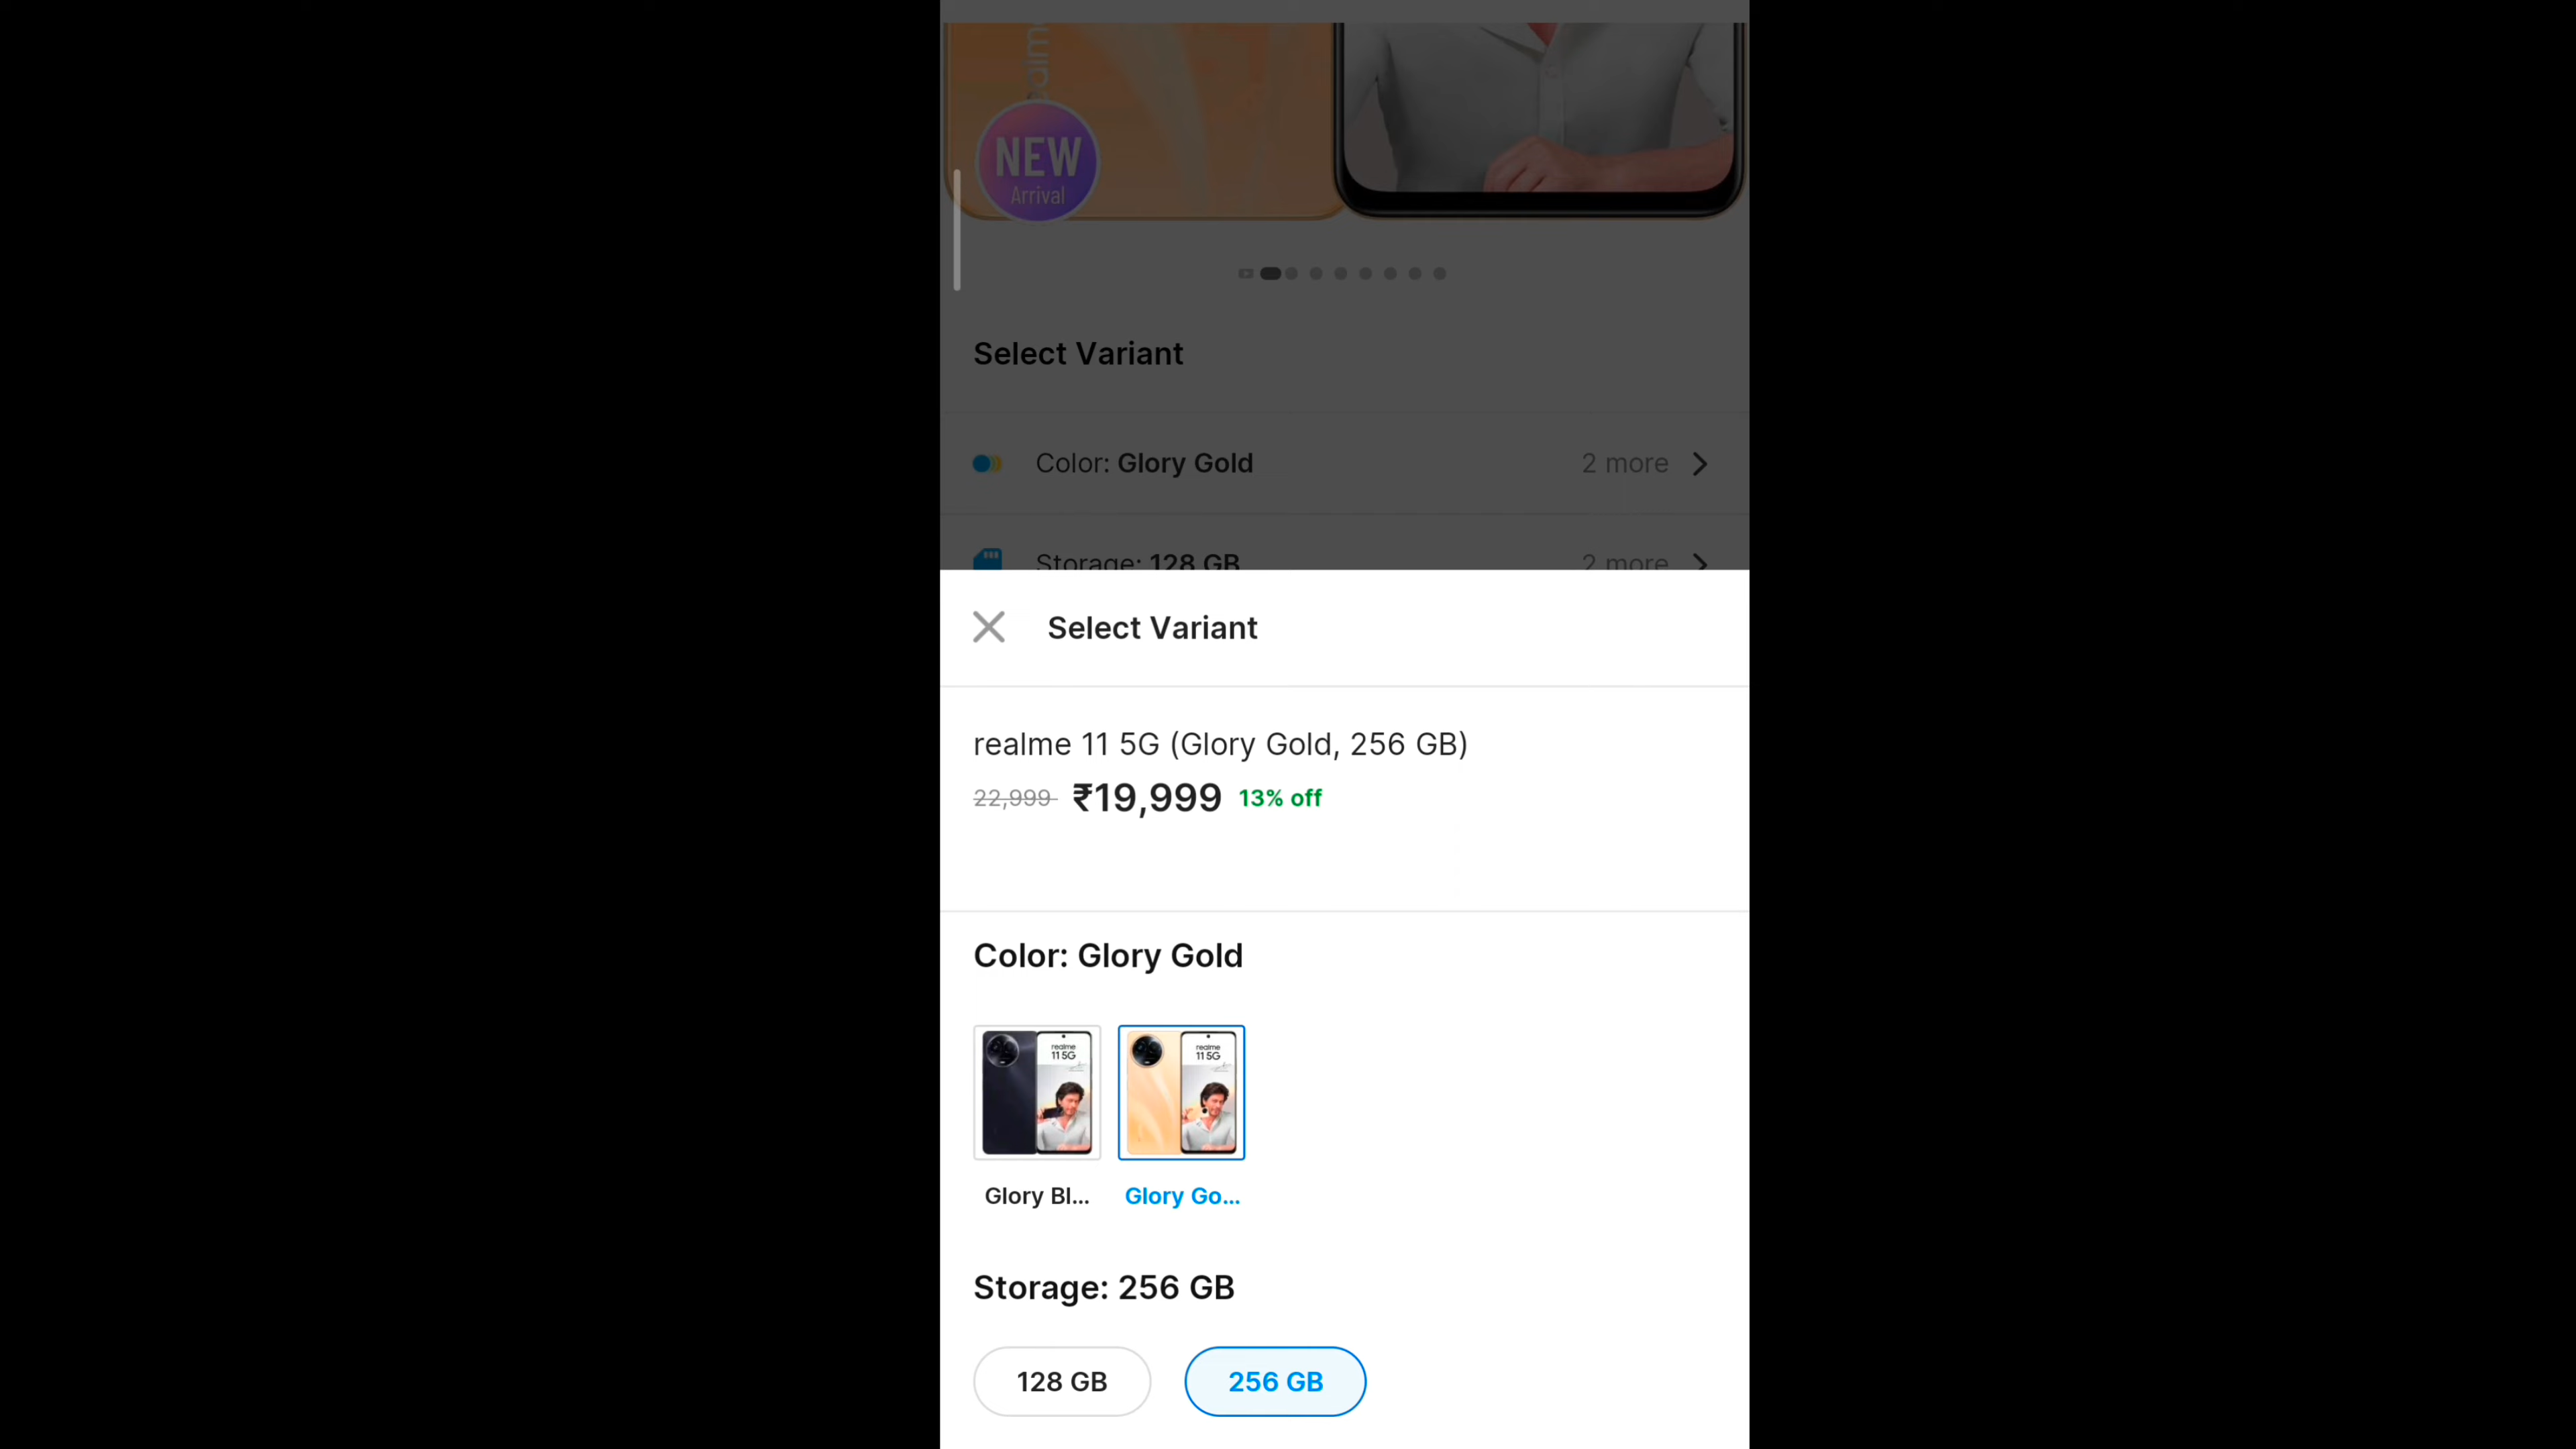 realme
NEW
Arrival
Select Variant
Color: Glory Gold
2 more
Storage: 128 GB
2 more
Select Variant
realme 11 5G (Glory Gold, 256 GB)
22,999 ₹19,999 13% off
Color: Glory Gold
realme
11 5G
realme
11 5G
Glory Bl...
Glory Go...
Storage: 256 GB
128 GB
256 GB